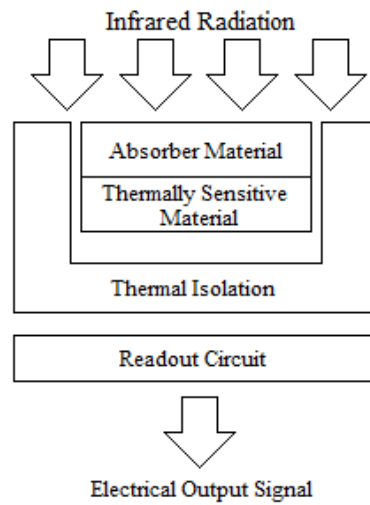 Infrared Radiation
Absorber Material
Thermally Sensitive
Material
Thermal Isolation
Readout Circuit
Electrical Output Signal